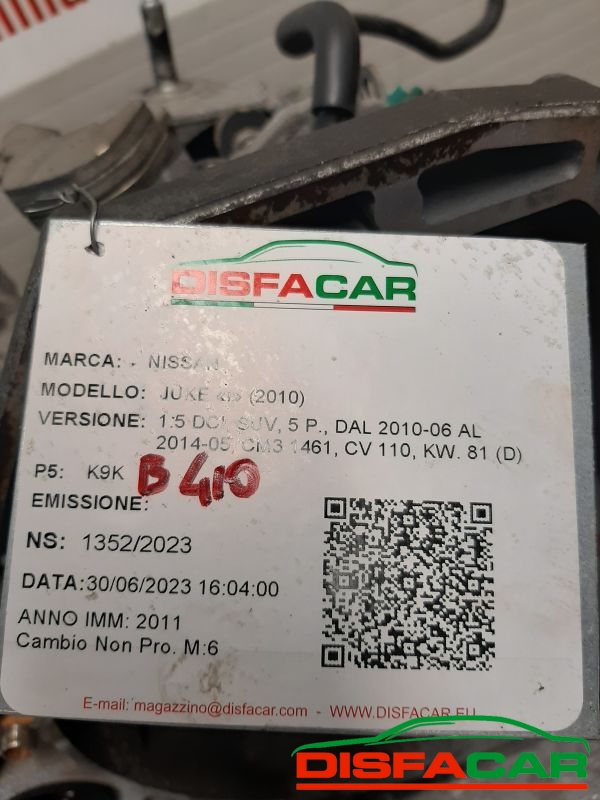 DISFACAR
MARCA: NISSAN
MODELLO: JUKE (2010)
VERSIONE: 1.5 DCI, SUV, 5 P., DAL 2010-06 AL
2014-05, CM3 1461, CV 110, KW. 81 (D)
P5: K9K B410
EMISSIONE:
NS: 1352/2023
DATA:30/06/2023 16:04:00
ANNO IMM: 2011
Cambio Non Pro. M:6
E-mail: magazzino@disfacar.com - WWW.DISFACAR.EU
DISFACAR